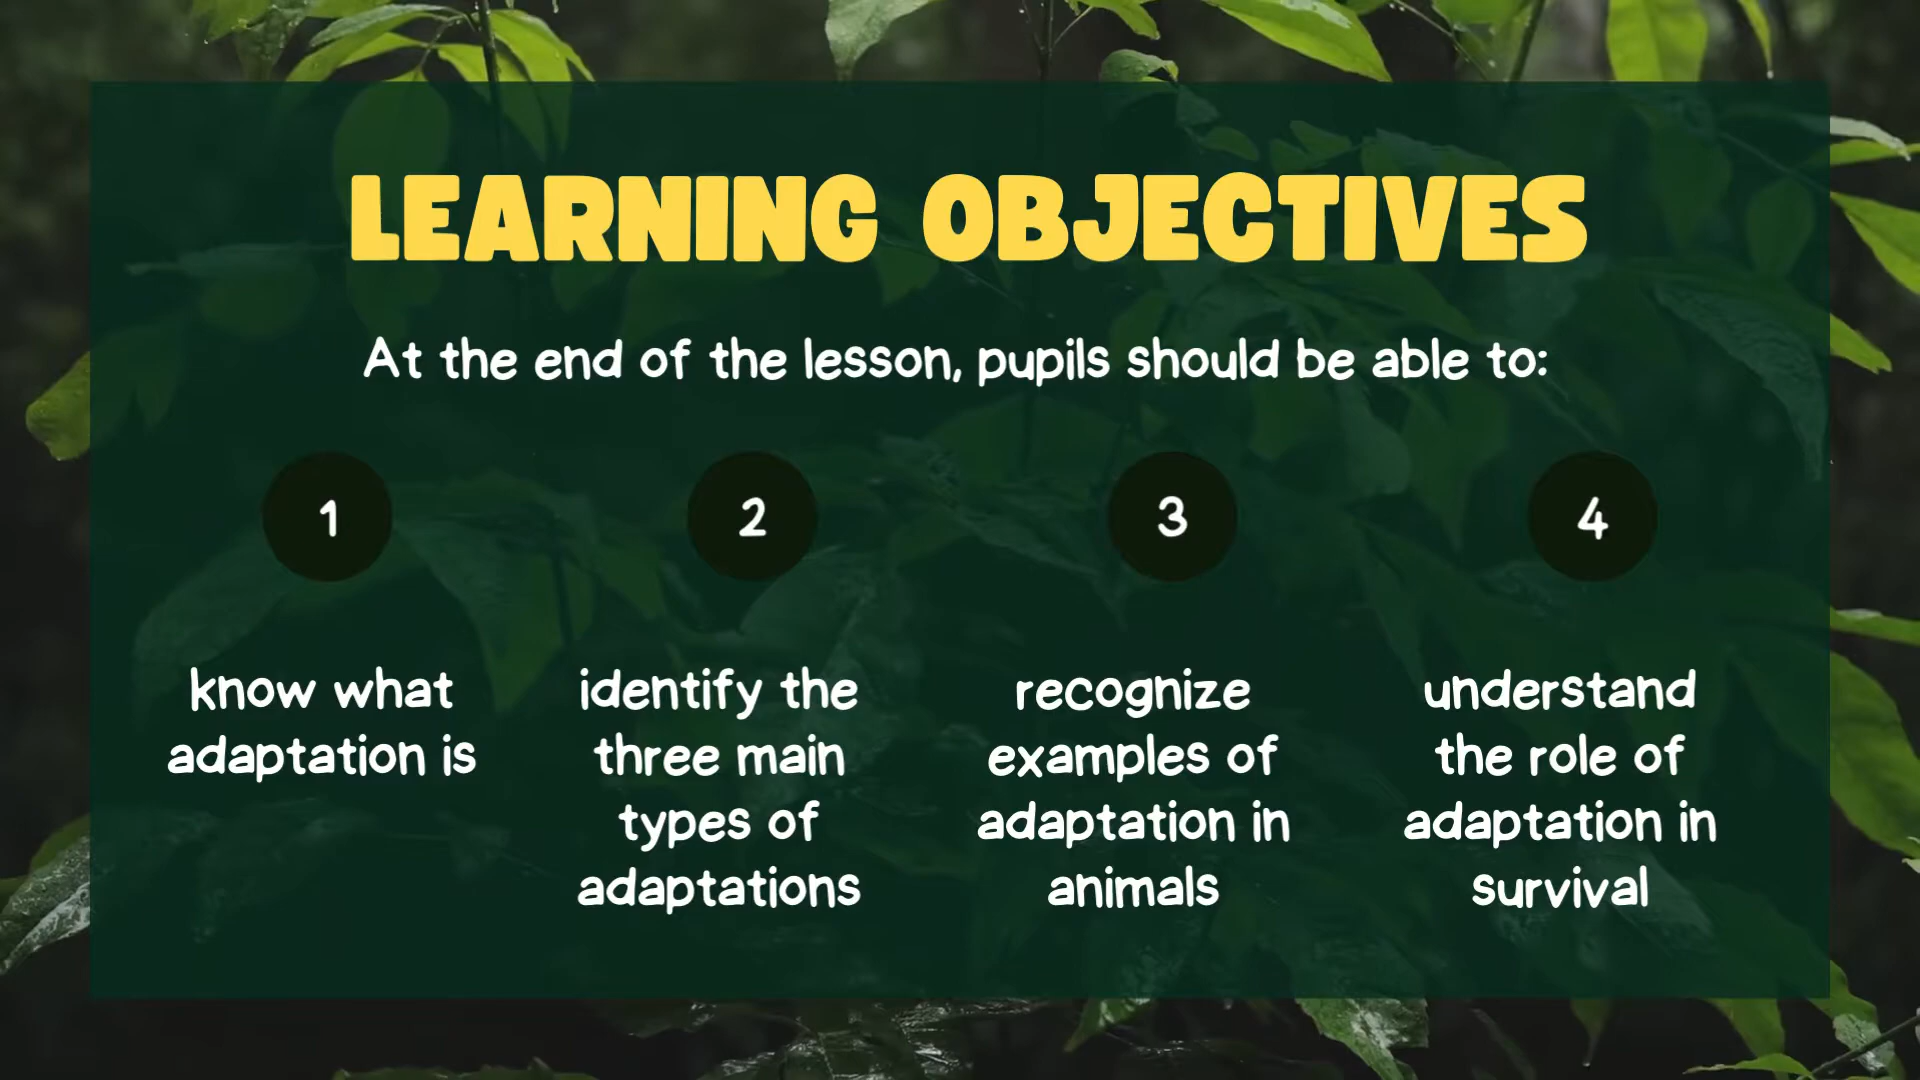 LEARNING OBJECTIVES
At the end of the lesson, pupils should be able to:
1
know what
adaptation is
2
identify the
three main
types of
adaptations
3
recognize
examples of
adaptation in
animals
4
understand
the role of
adaptation in
survival